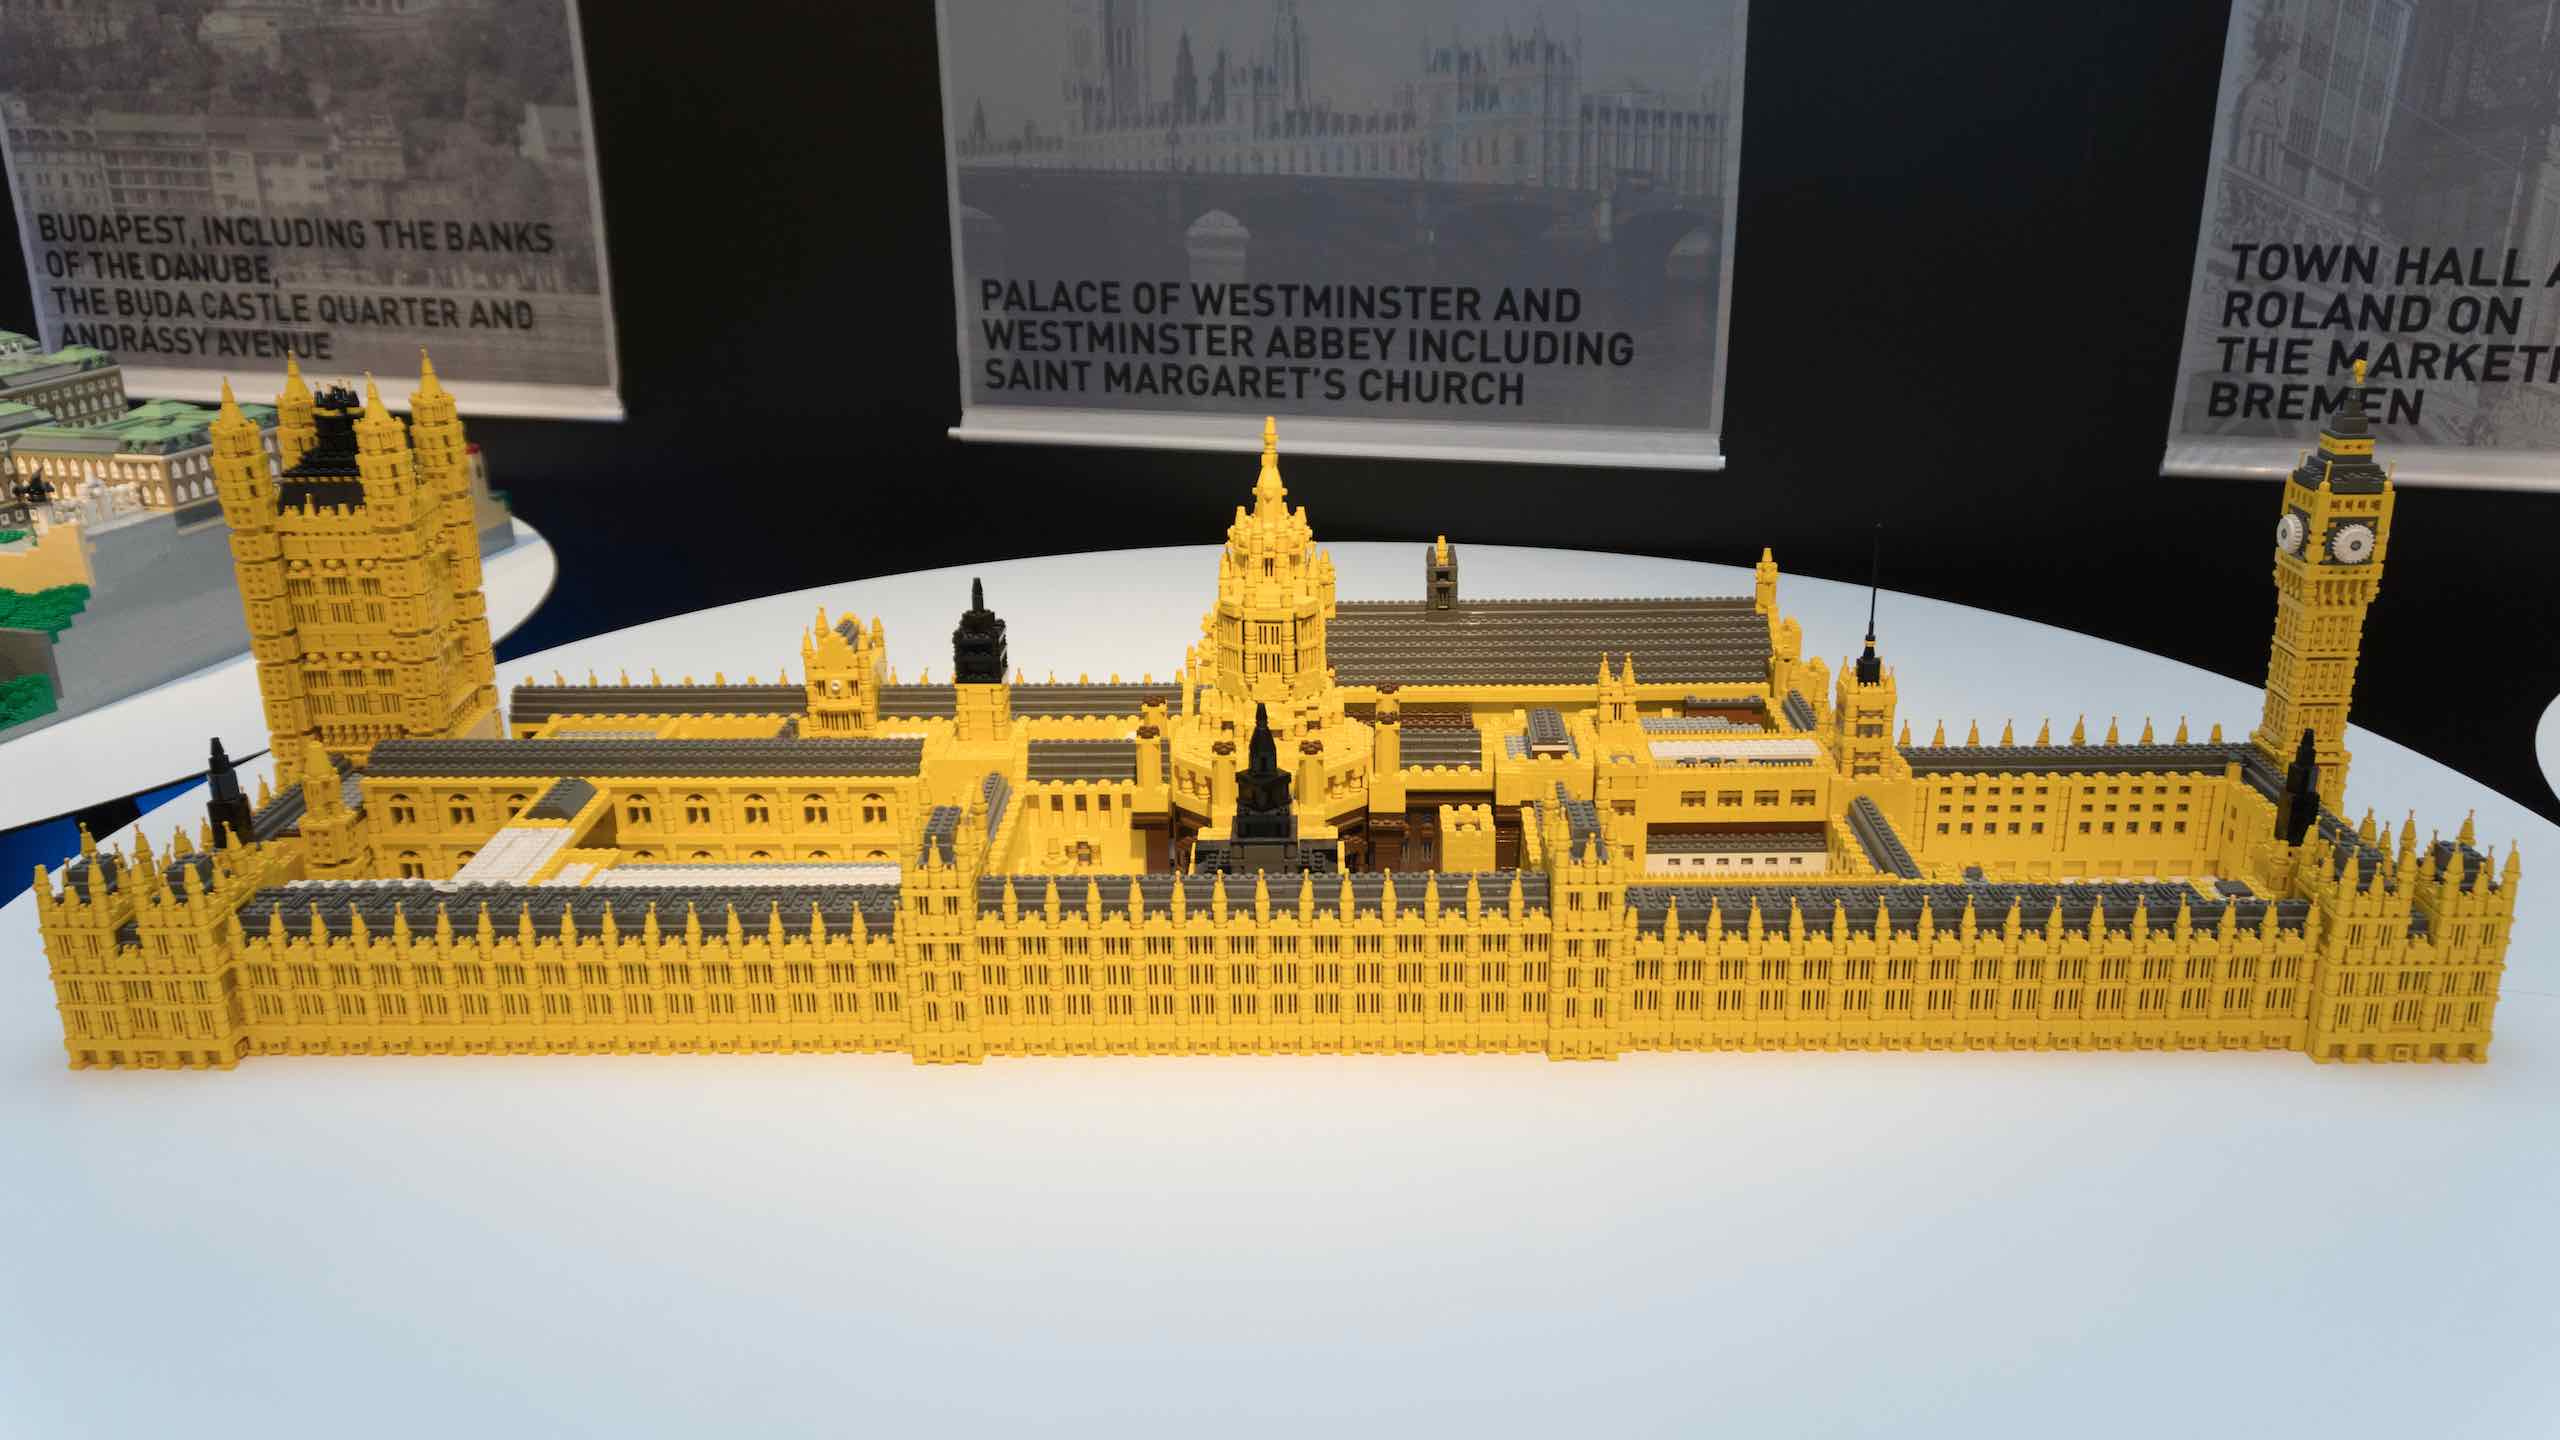 BUDAPEST, INCLUDING THE BANKS
OF THE DANUBE,
THE BUDA CASTLE QUARTER AND
ANDRÁSSY AVENUE
PALACE OF WESTMINSTER AND
WESTMINSTER ABBEY INCLUDING
SAINT MARGARET'S CHURCH
TOWN HALL
ROLAND ON
THE
BREMEN